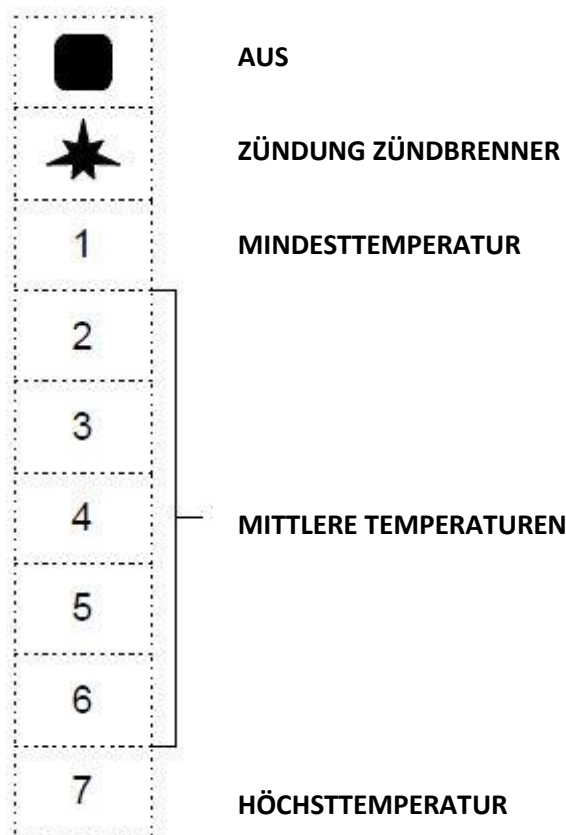 AUS
ZÜNDUNG ZÜNDBRENNER
1 MINDESTTEMPERATUR
2
3
4 MITTLERE TEMPERATUREN
5
6
7 HÖCHSTTEMPERATUR